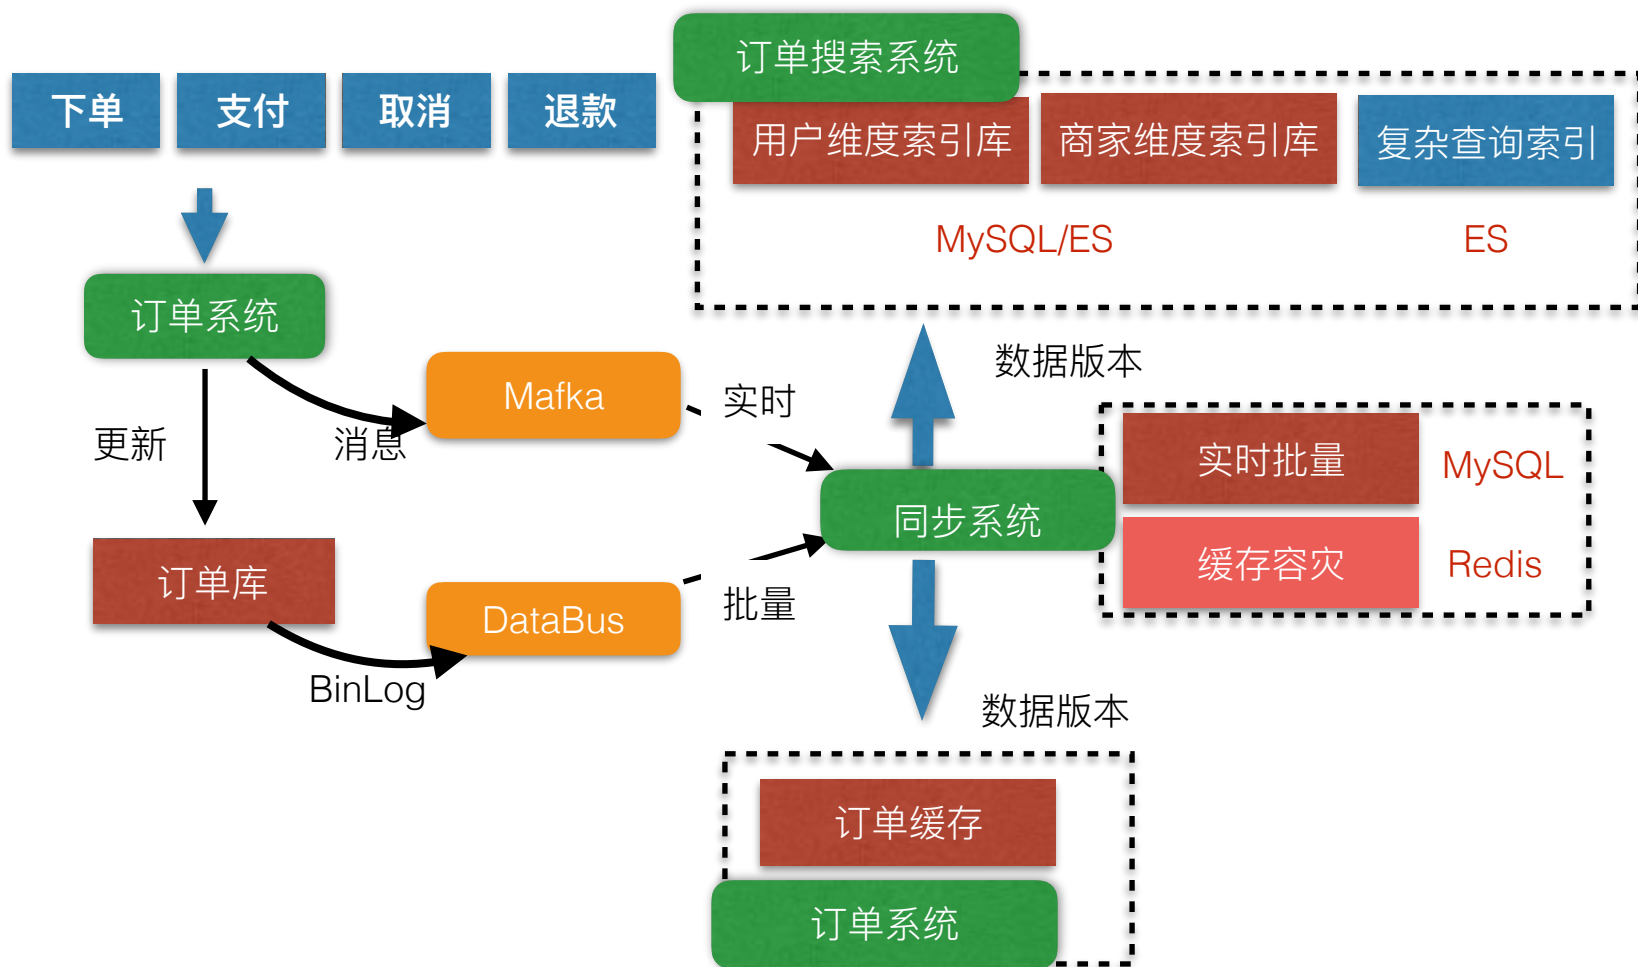 订单搜索系统
下单
支付
取消
退款
用户维度索引库
商家维度索引库
复杂查询索引
MySQL/ES
ES
订单系统
数据版本
Mafka
实时
更新
消息
实时批量
MySQL
同步系统
缓存容灾
Redis
订单库
DataBus
批量
BinLog
数据版本
订单缓存
订单系统